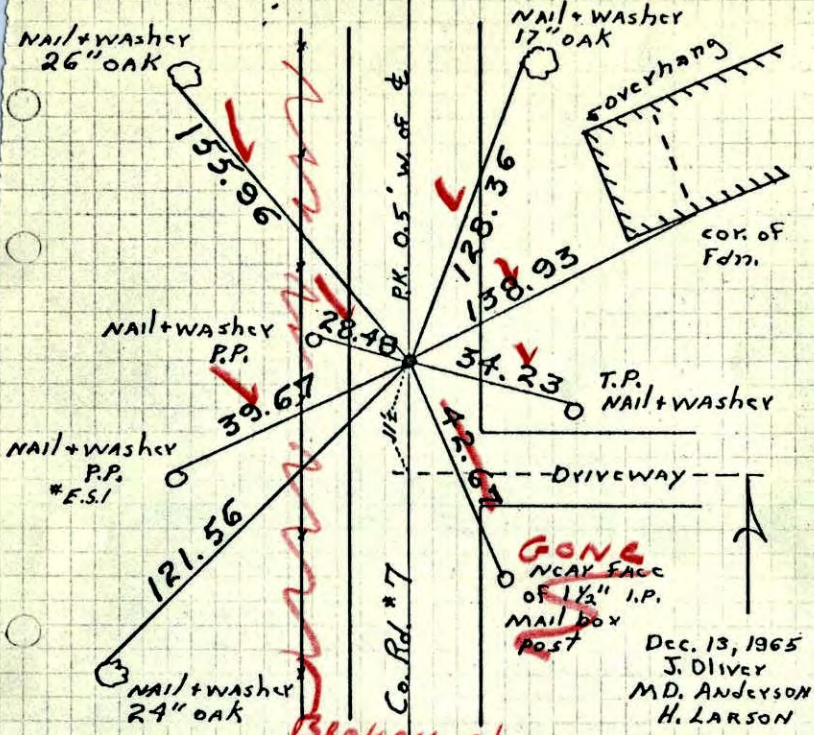 NAIL + WASHER
26" OAK
NAIL + WASHER
17" OAK
overhang
155.96
P.K. 0.5' W. of ℄
128.36
cor. of
Fdn.
138.93
NAIL + WASHER
P.P.
28.48
34.23
T.P.
NAIL + WASHER
39.67
NAIL + WASHER
P.P.
#E.S.1
11'±
42.67
DRIVEWAY
121.56
GONE
NEAR FACE
of 1½" I.P.
MAIL box
post
Co. Rd. #7
Dec. 13, 1965
J. Oliver
M.D. Anderson
H. LARSON
NAIL + WASHER
24" OAK